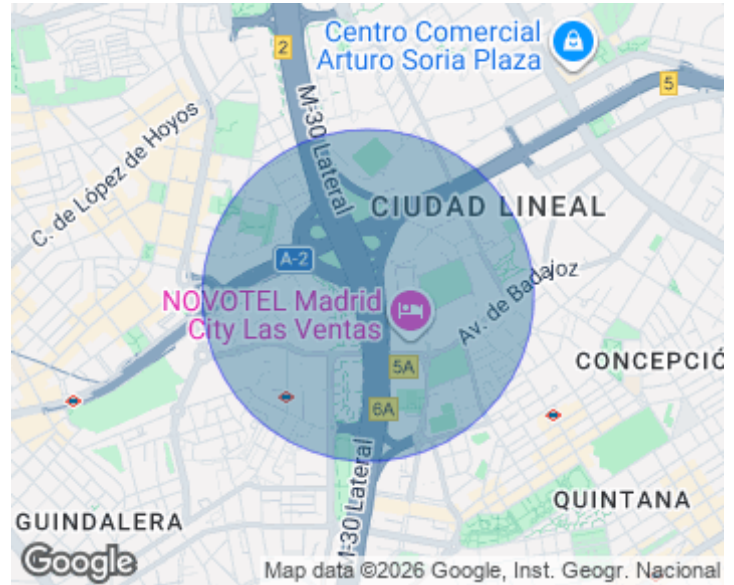 Centro Comercial
Arturo Soria Plaza
2
5
M-30 Lateral
C. de López de Hoyos
CIUDAD LINEAL
A-2
NOVOTEL Madrid
City Las Ventas
Av. de Badajoz
5A
CONCEPCIÓ
6A
M-30 Lateral
QUINTANA
GUINDALERA
Google
Map data ©2026 Google, Inst. Geogr. Nacional